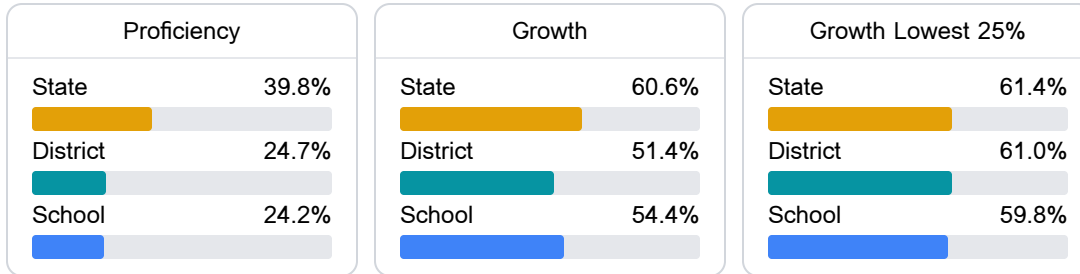 Proficiency
State 39.8%
District 24.7%
School 24.2%
Growth
State 60.6%
District 51.4%
School 54.4%
Growth Lowest 25%
State 61.4%
District 61.0%
School 59.8%